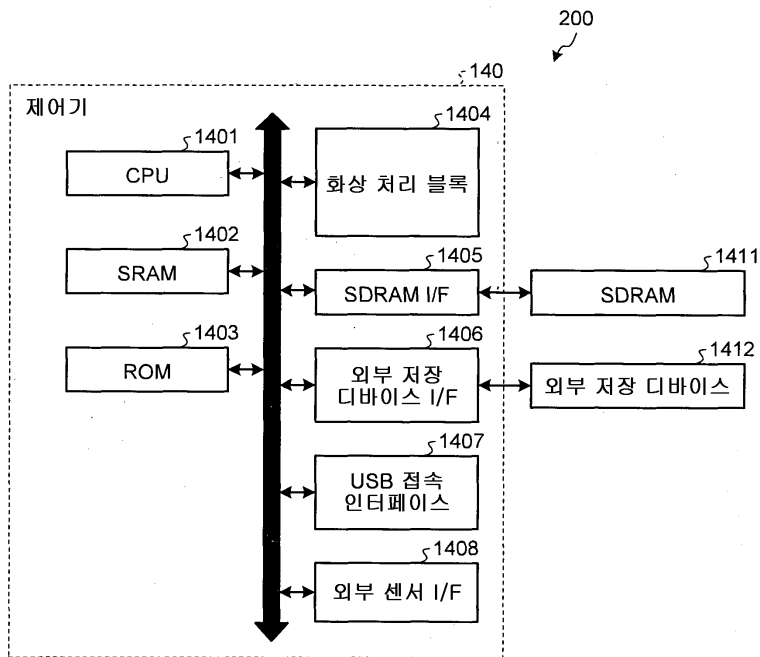 200
140
제어기
1401
CPU
1404
화상 처리 블록
1402
SRAM
1405
SDRAM I/F
1411
SDRAM
1403
ROM
1406
외부 저장
디바이스 I/F
1412
외부 저장 디바이스
1407
USB 접속
인터페이스
1408
외부 센서 I/F